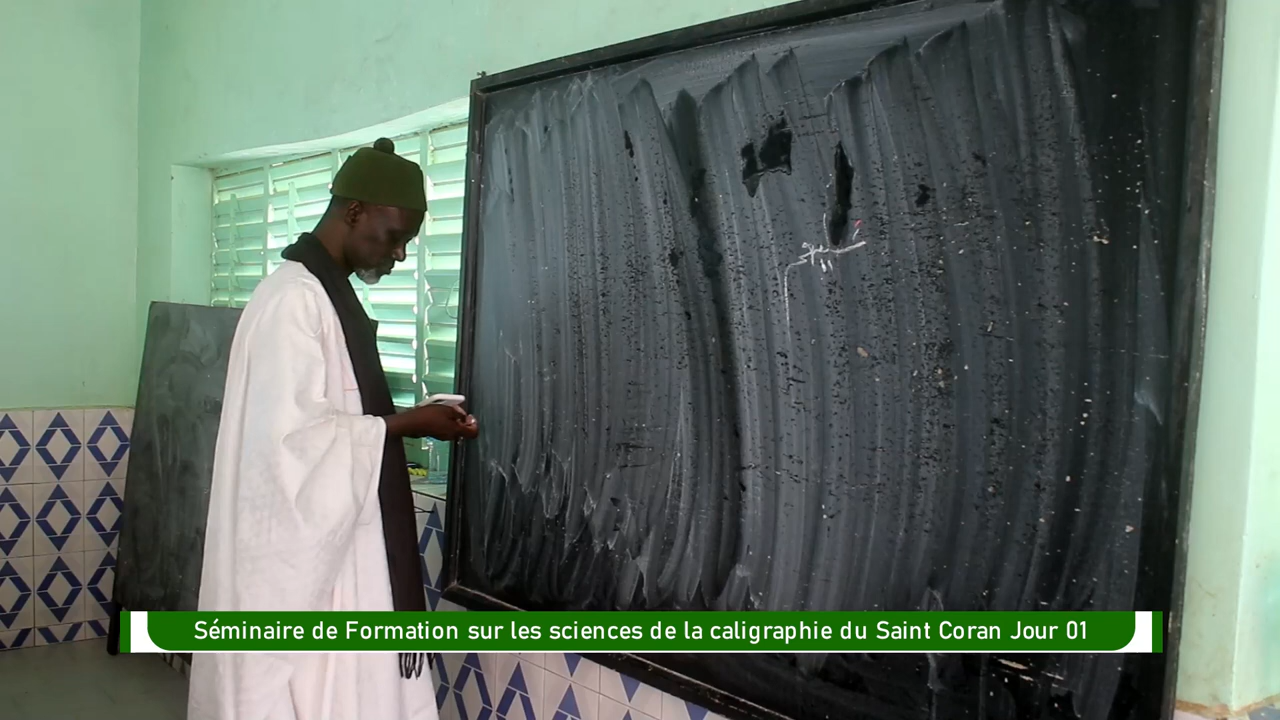 Séminaire de Formation sur les sciences de la caligraphie du Saint Coran Jour 01